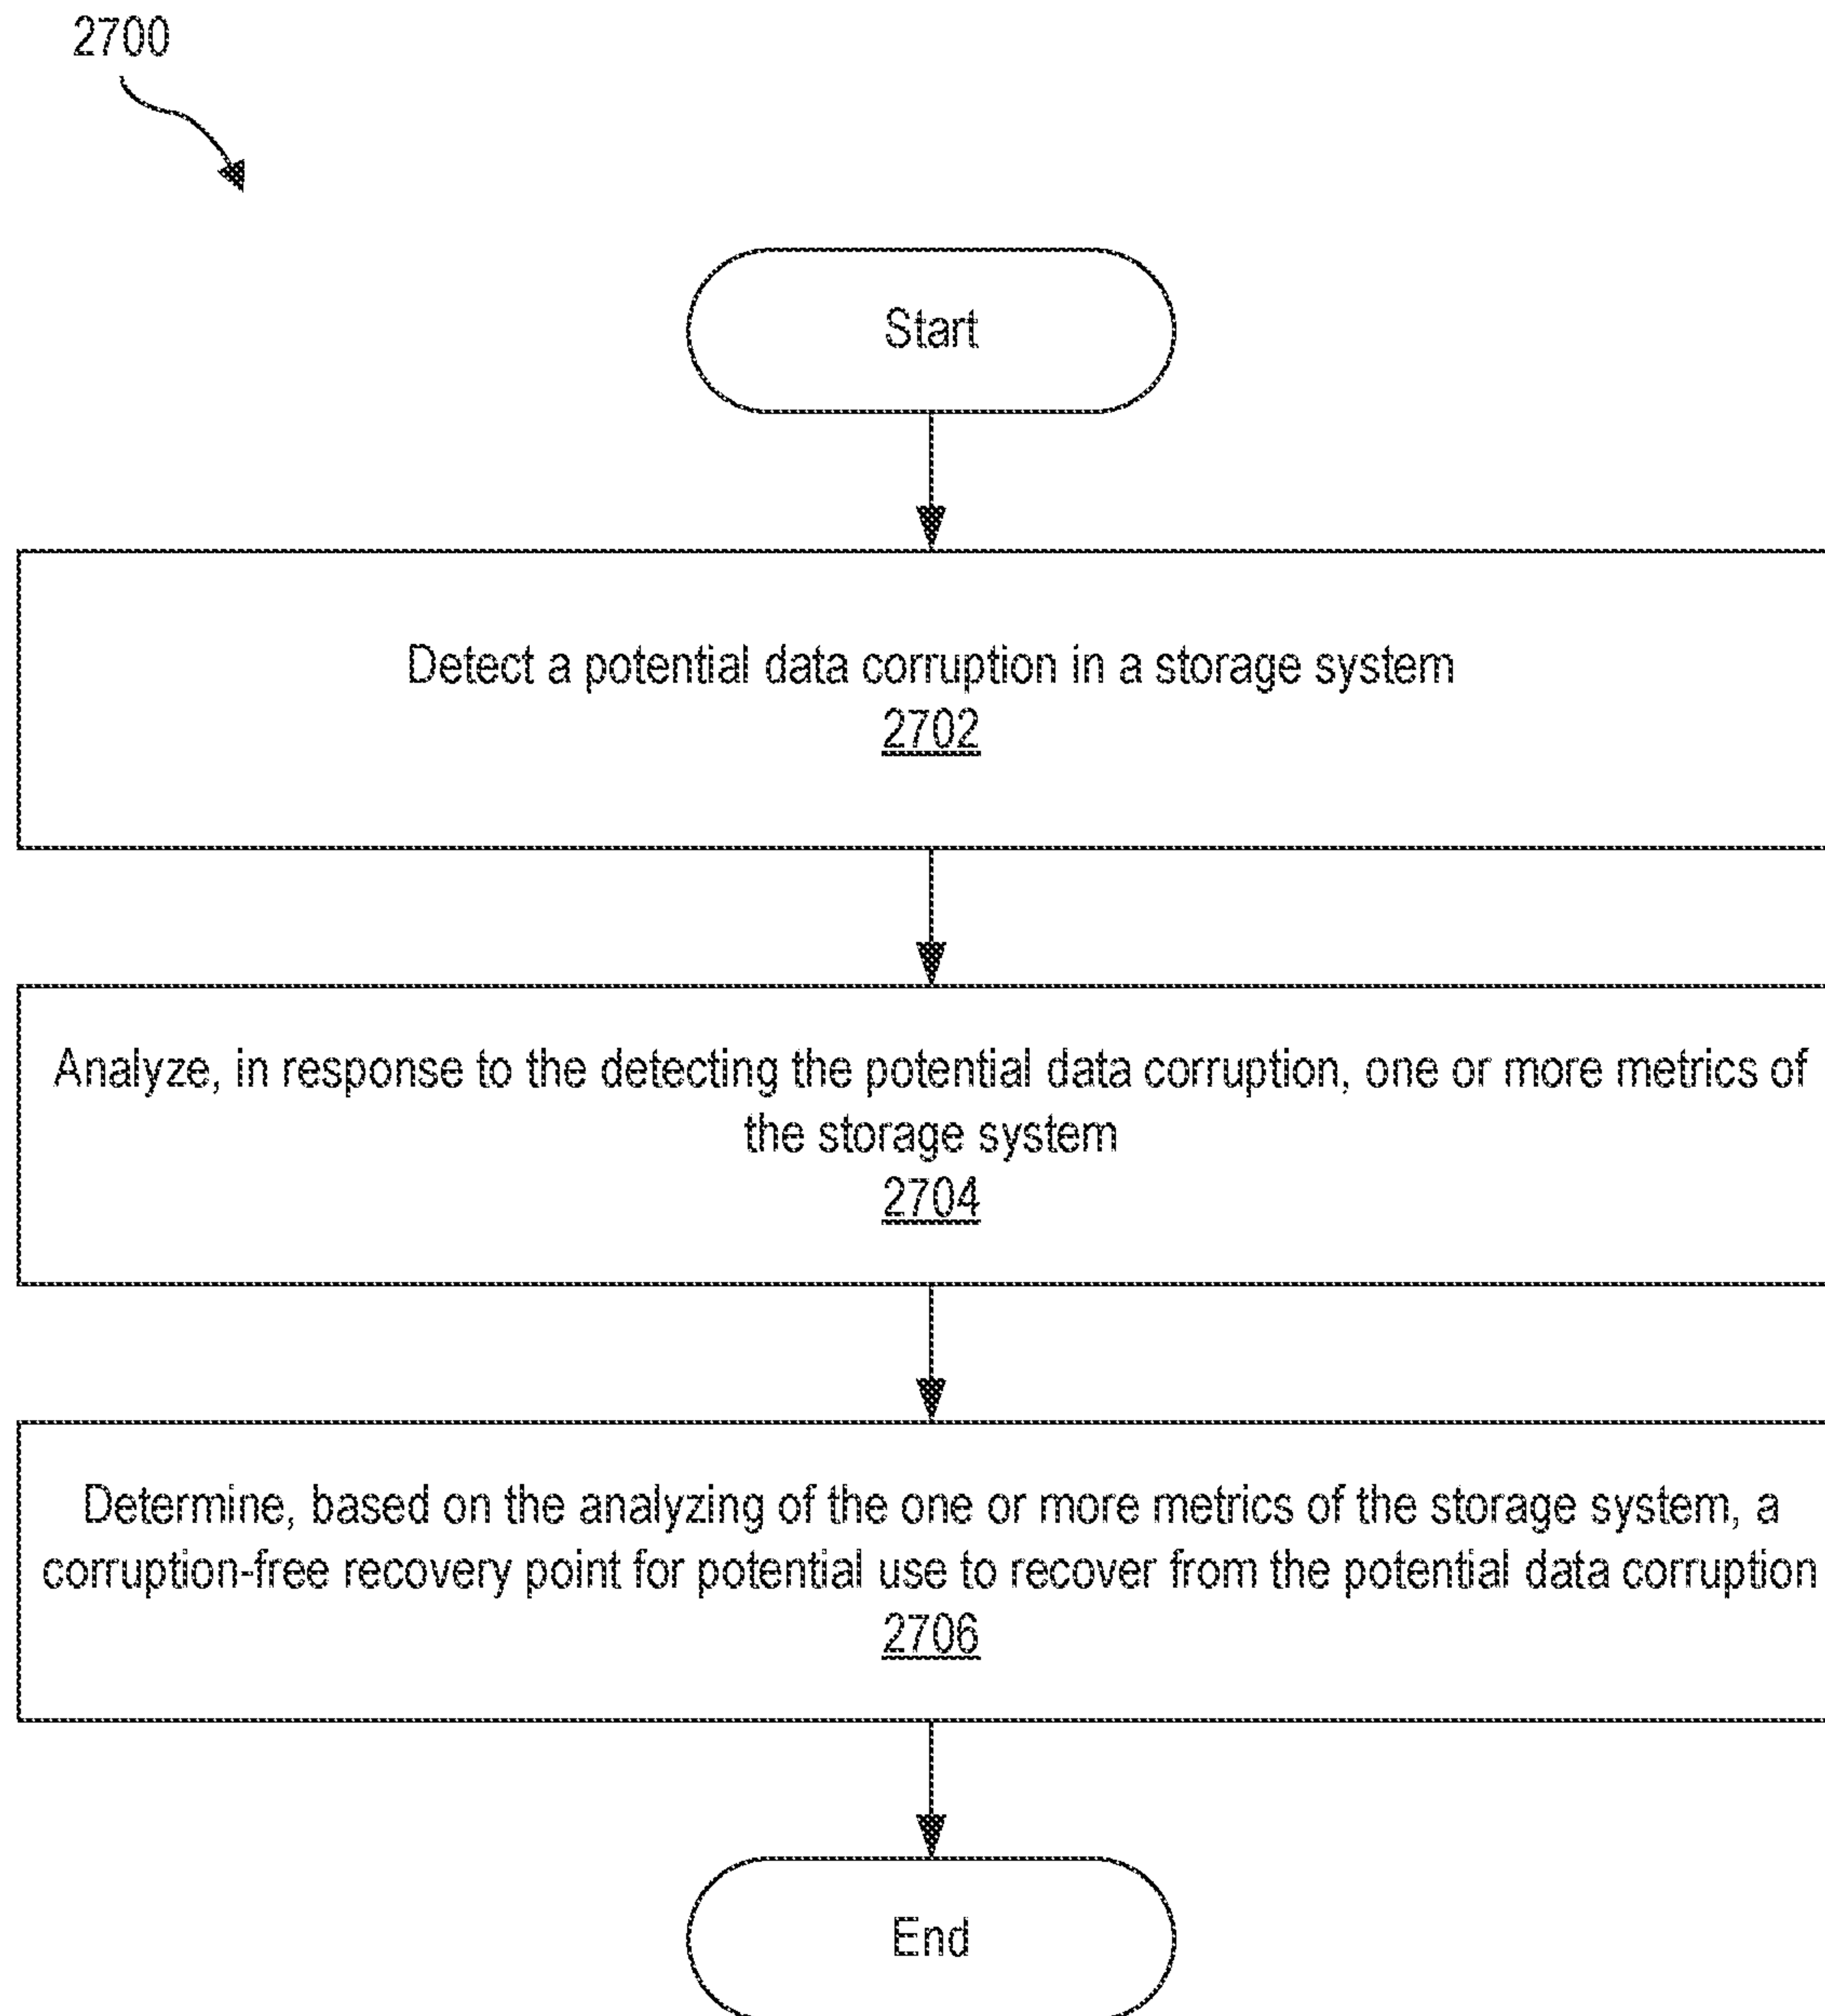 2700
Start
Detect a potential data corruption in a storage system
2702
Analyze, in response to the detecting the potential data corruption, one or more metrics of
the storage system
2704
Determine, based on the analyzing of the one or more metrics of the storage system, a
corruption-free recovery point for potential use to recover from the potential data corruption
2706
End